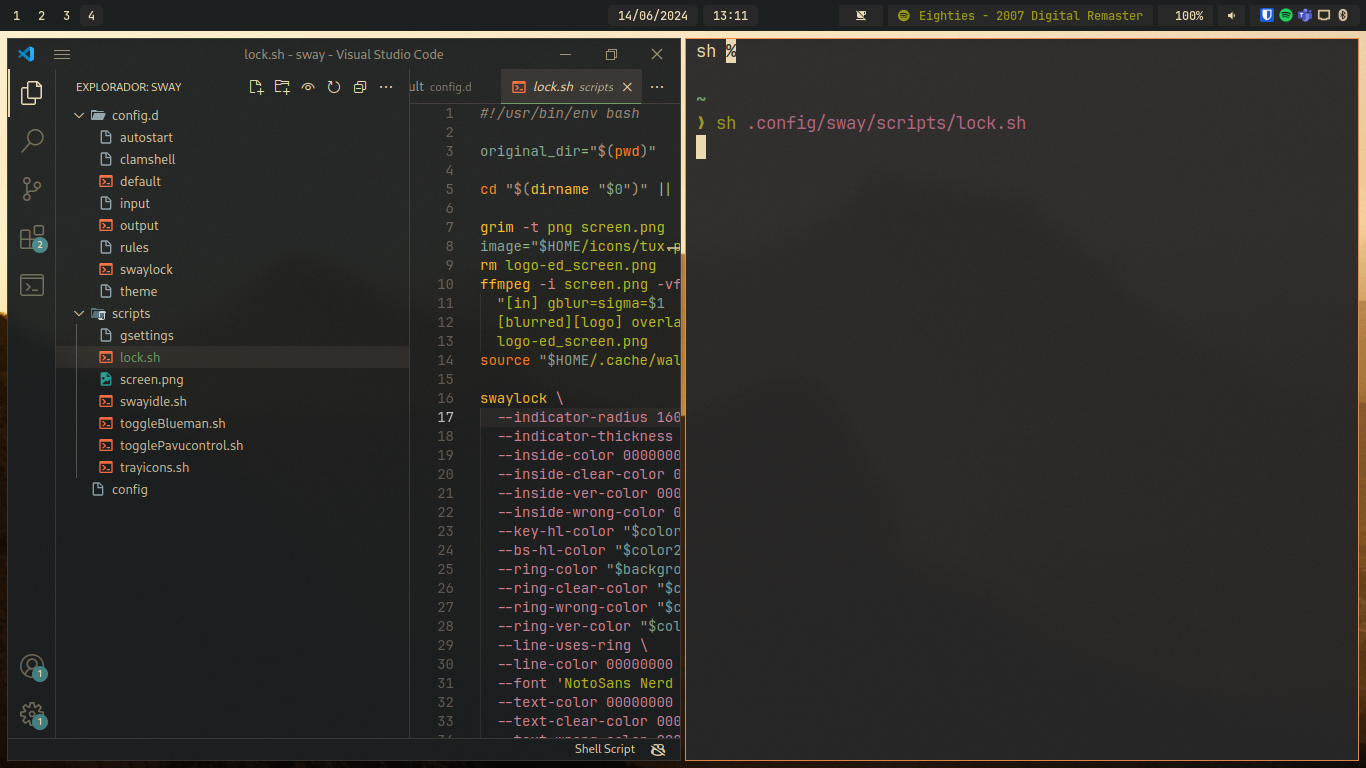 1 2 3 4
14/06/2024 13:11
Eighties - 2007 Digital Remaster 100%
lock.sh - sway - Visual Studio Code
EXPLORADOR: SWAY
config.d
autostart
clamshell
default
input
output
rules
swaylock
theme
scripts
gsettings
lock.sh
screen.png
swayidle.sh
toggleBlueman.sh
togglePavucontrol.sh
trayicons.sh
config
2
1
1
ult config.d lock.sh scripts
1 #!/usr/bin/env bash
2
3 original_dir="$(pwd)"
4
5 cd "$(dirname "$0")" ||
6
7 grim -t png screen.png
8 image="$HOME/icons/tux.p
9 rm logo-ed_screen.png
10 ffmpeg -i screen.png -vf
11 "[in] gblur=sigma=$1
12 [blurred][logo] overla
13 logo-ed_screen.png
14 source "$HOME/.cache/wal
15
16 swaylock \
17 --indicator-radius 160
18 --indicator-thickness
19 --inside-color 0000000
20 --inside-clear-color 0
21 --inside-ver-color 000
22 --inside-wrong-color 0
23 --key-hl-color "$color
24 --bs-hl-color "$color2
25 --ring-color "$backgro
26 --ring-clear-color "$c
27 --ring-wrong-color "$c
28 --ring-ver-color "$col
29 --line-uses-ring \
30 --line-color 00000000
31 --font 'NotoSans Nerd
32 --text-color 00000000
33 --text-clear-color 000
Shell Script
sh %
~
❯ sh .config/sway/scripts/lock.sh